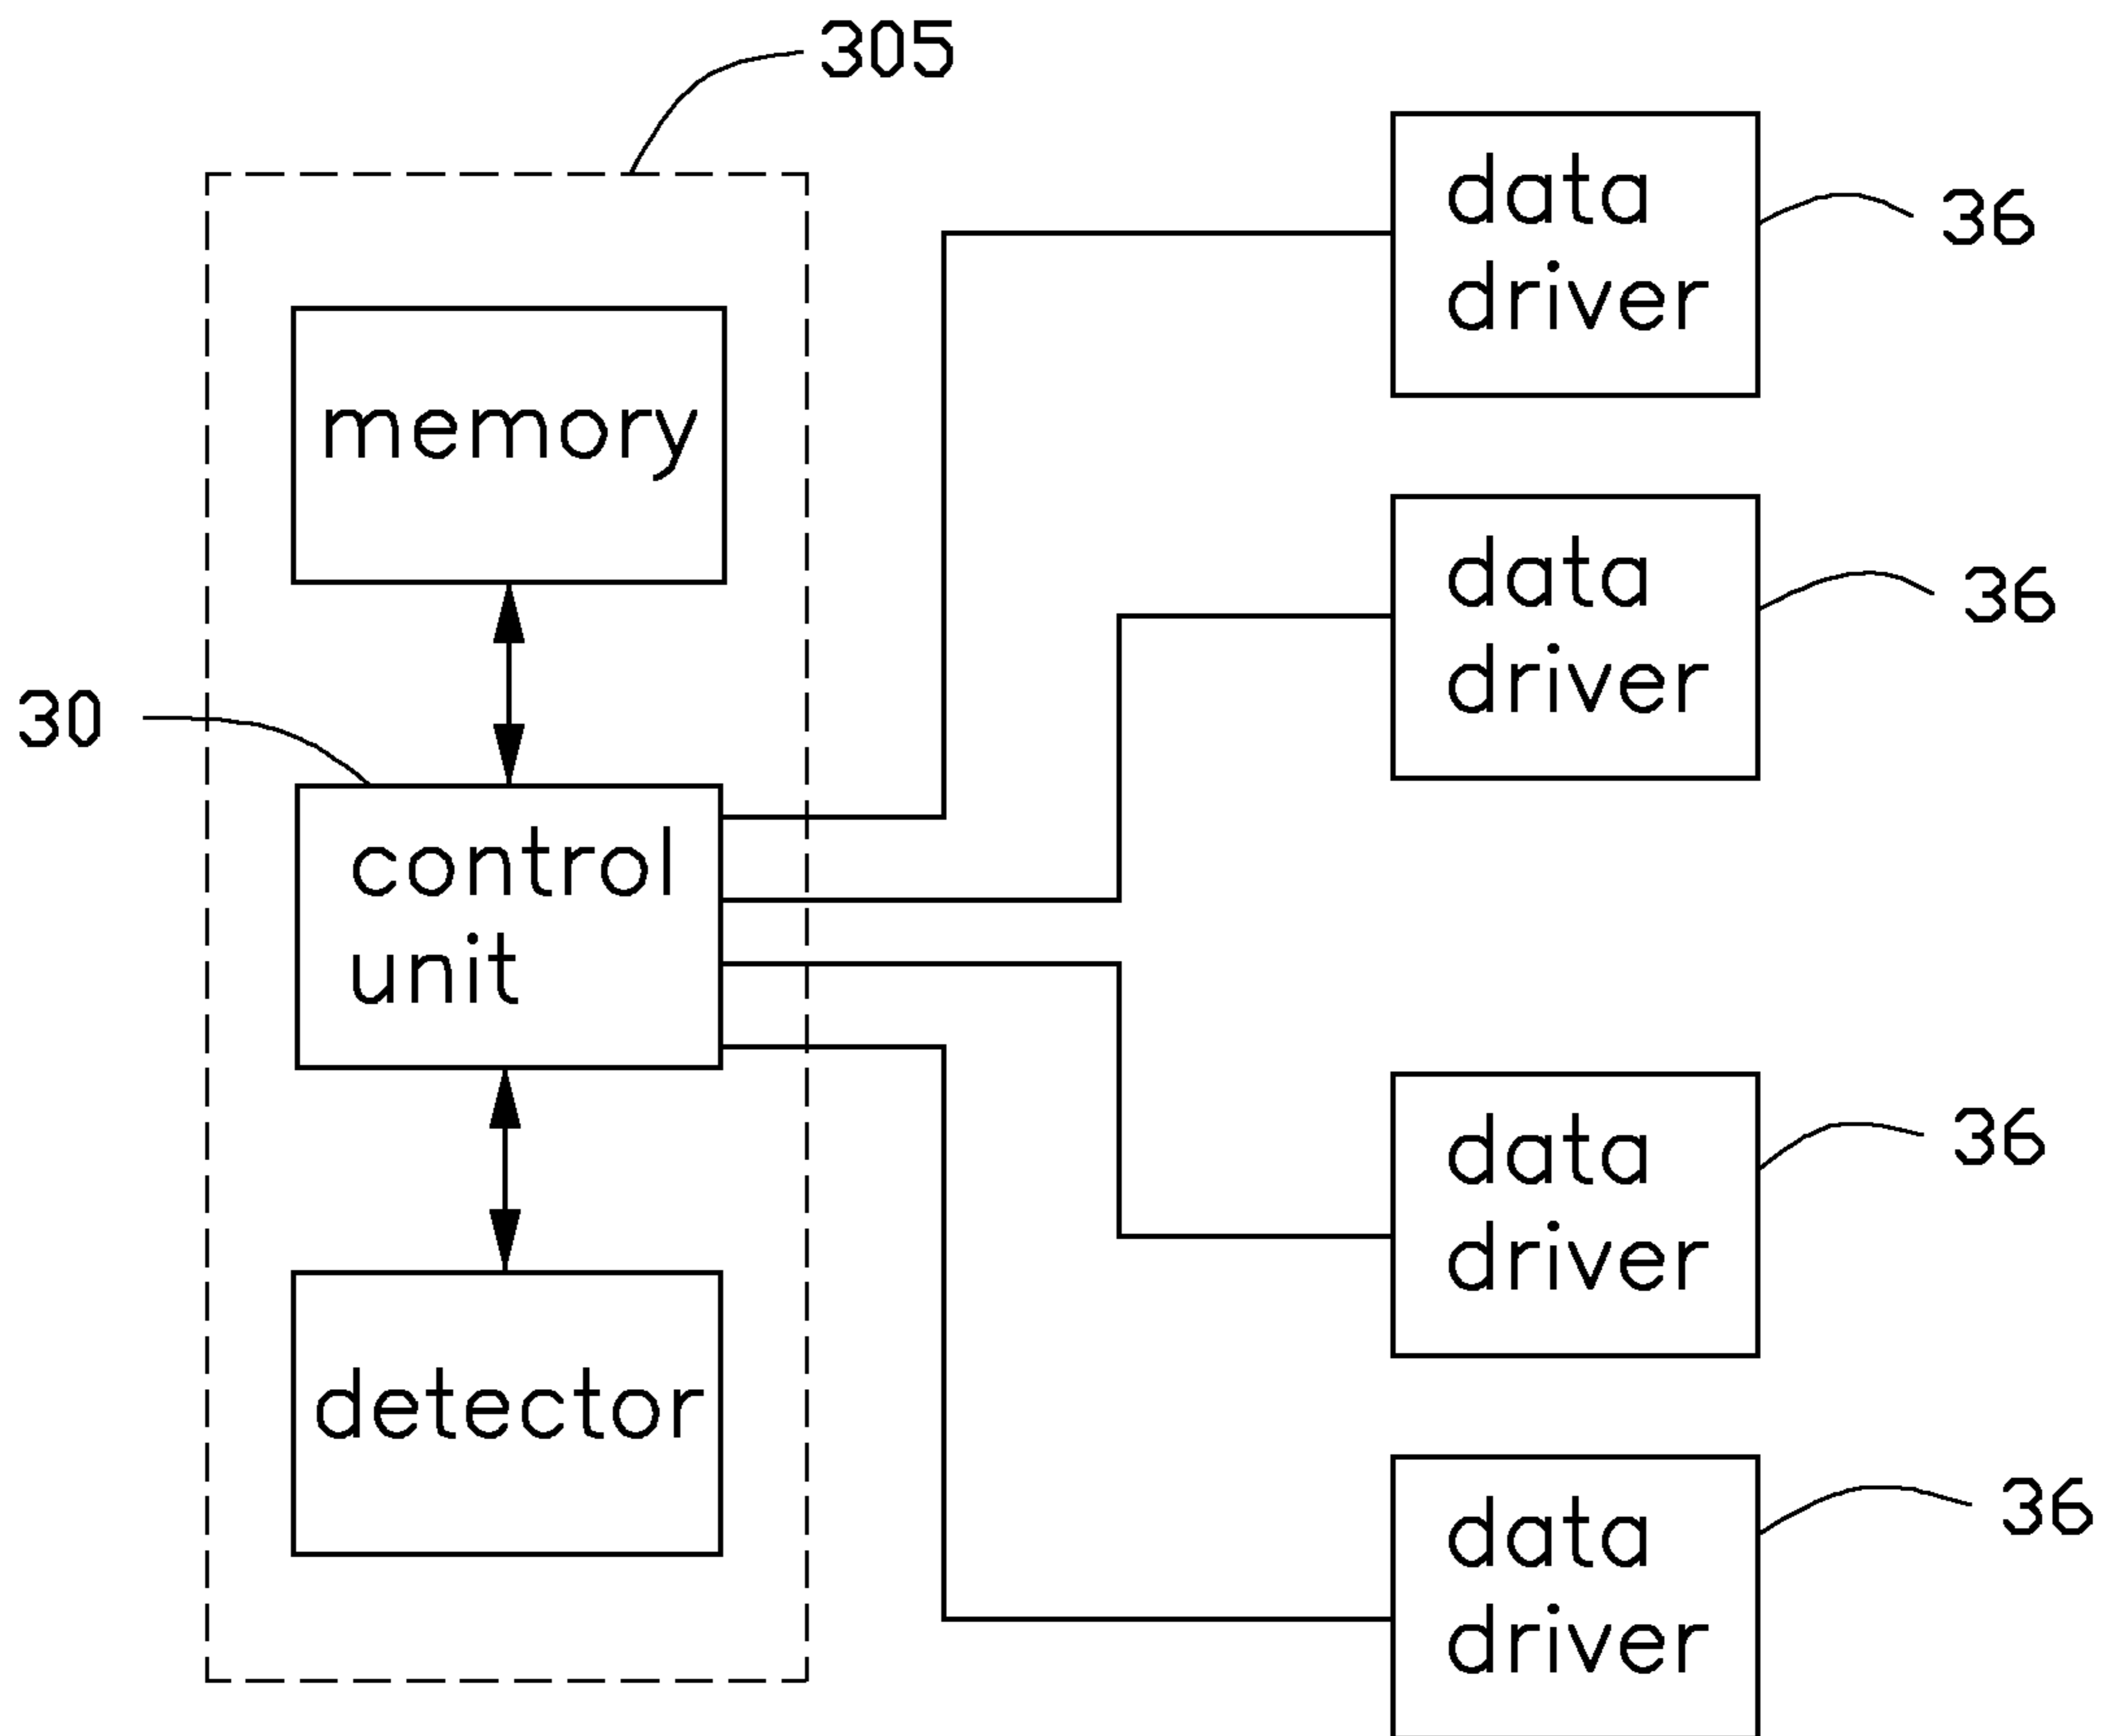 305
memory
30
control
unit
detector
data
driver
36
data
driver
36
data
driver
36
data
driver
36